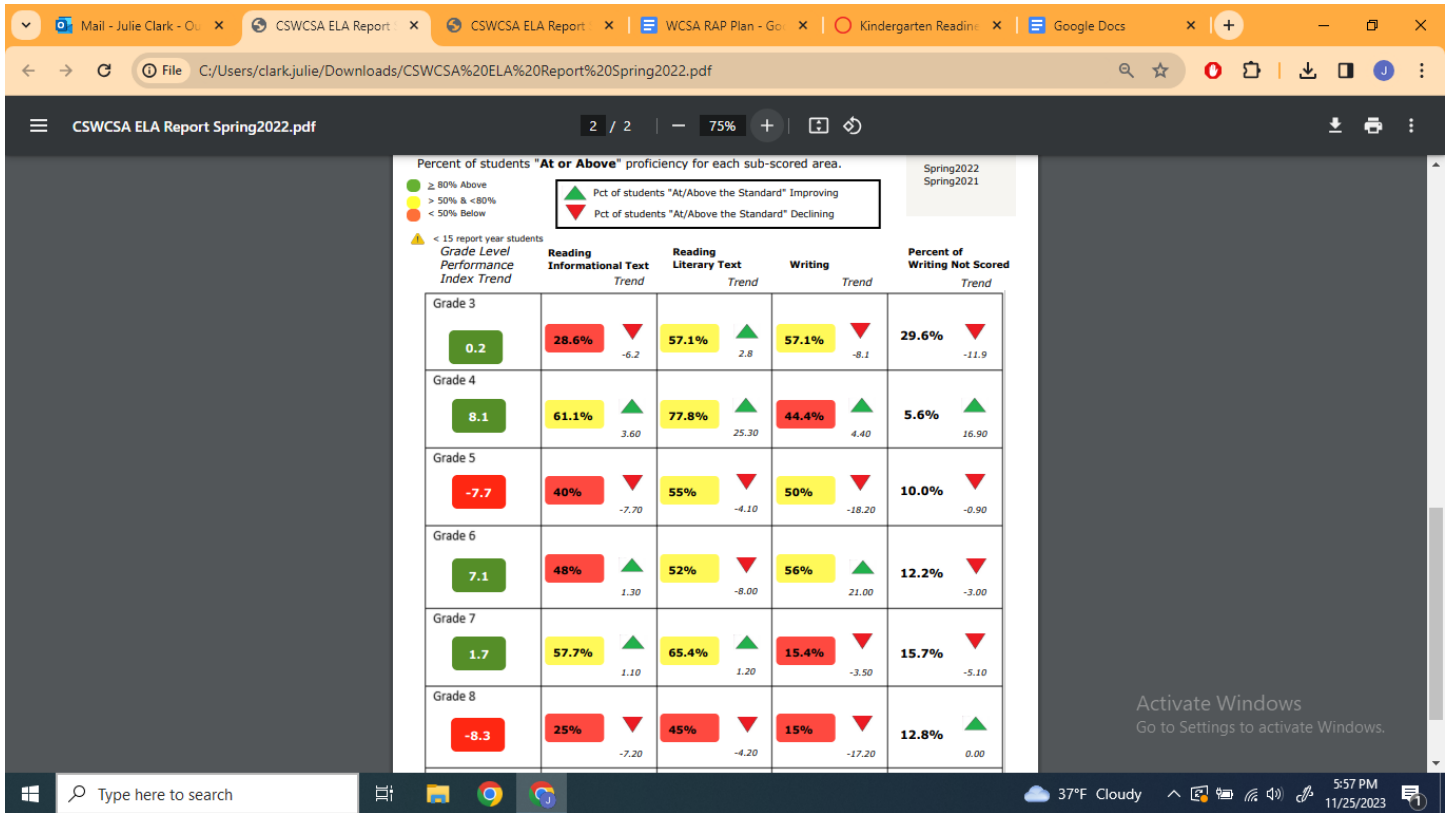 Mail - Julie Clark - Ou
CSWCSA ELA Report
CSWCSA ELA Report
WCSA RAP Plan - Goo
Kindergarten Readine
Google Docs
File
C:/Users/clark.julie/Downloads/CSWCSA%20ELA%20Report%20Spring2022.pdf
J
CSWCSA ELA Report Spring2022.pdf
2 / 2
75%
Percent of students "At or Above" proficiency for each sub-scored area.
≥ 80% Above
> 50% & <80%
< 50% Below
Pct of students "At/Above the Standard" Improving
Pct of students "At/Above the Standard" Declining
Spring2022
Spring2021
< 15 report year students
Grade Level
Performance
Index Trend
Reading
Informational Text
Trend
Reading
Literary Text
Trend
Writing
Trend
Percent of
Writing Not Scored
Trend
Grade 3
0.2 28.6% 57.1% 57.1% 29.6%
-6.2 2.8 -8.1 -11.9
Grade 4
8.1 61.1% 77.8% 44.4% 5.6%
3.60 25.30 4.40 16.90
Grade 5
-7.7 40% 55% 50% 10.0%
-7.70 -4.10 -18.20 -0.90
Grade 6
7.1 48% 52% 56% 12.2%
1.30 -8.00 21.00 -3.00
Grade 7
1.7 57.7% 65.4% 15.4% 15.7%
1.10 1.20 -3.50 -5.10
Grade 8
-8.3 25% 45% 15% 12.8%
-7.20 -4.20 -17.20 0.00
Activate Windows
Go to Settings to activate Windows.
Type here to search
J
37°F Cloudy
5:57 PM
11/25/2023
1